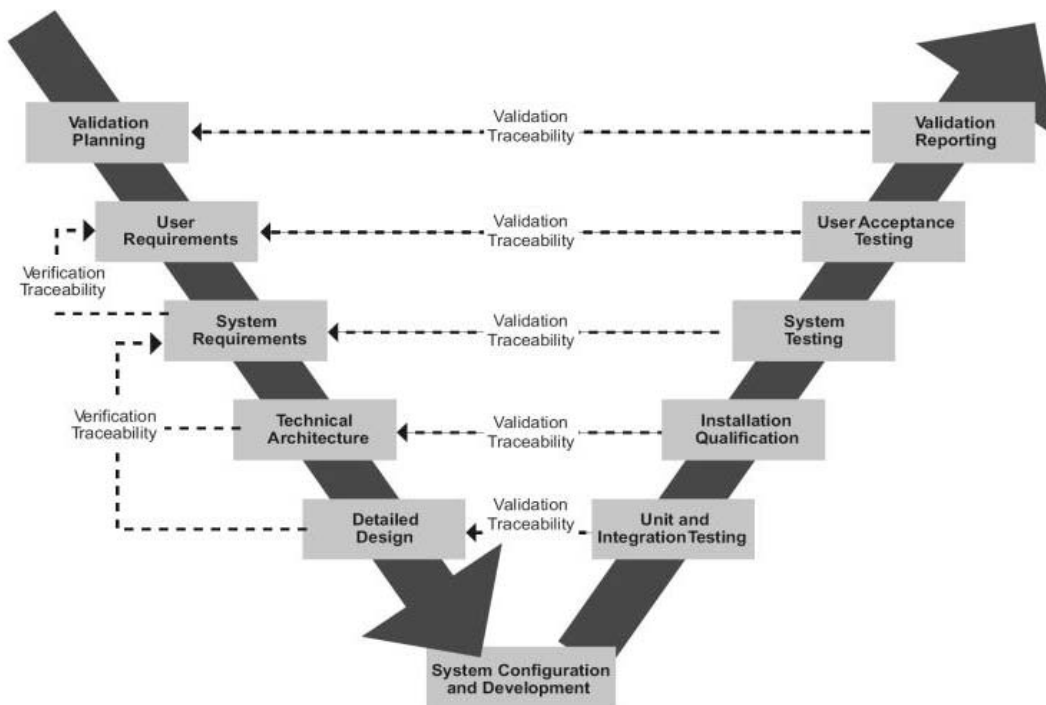 Validation
Planning
Validation
Traceability
Validation
Reporting
User
Requirements
Validation
Traceability
User Acceptance
Testing
Verification
Traceability
System
Requirements
Validation
Traceability
System
Testing
Verification
Traceability
Technical
Architecture
Validation
Traceability
Installation
Qualification
Detailed
Design
Validation
Traceability
Unit and
Integration Testing
System Configuration
and Development